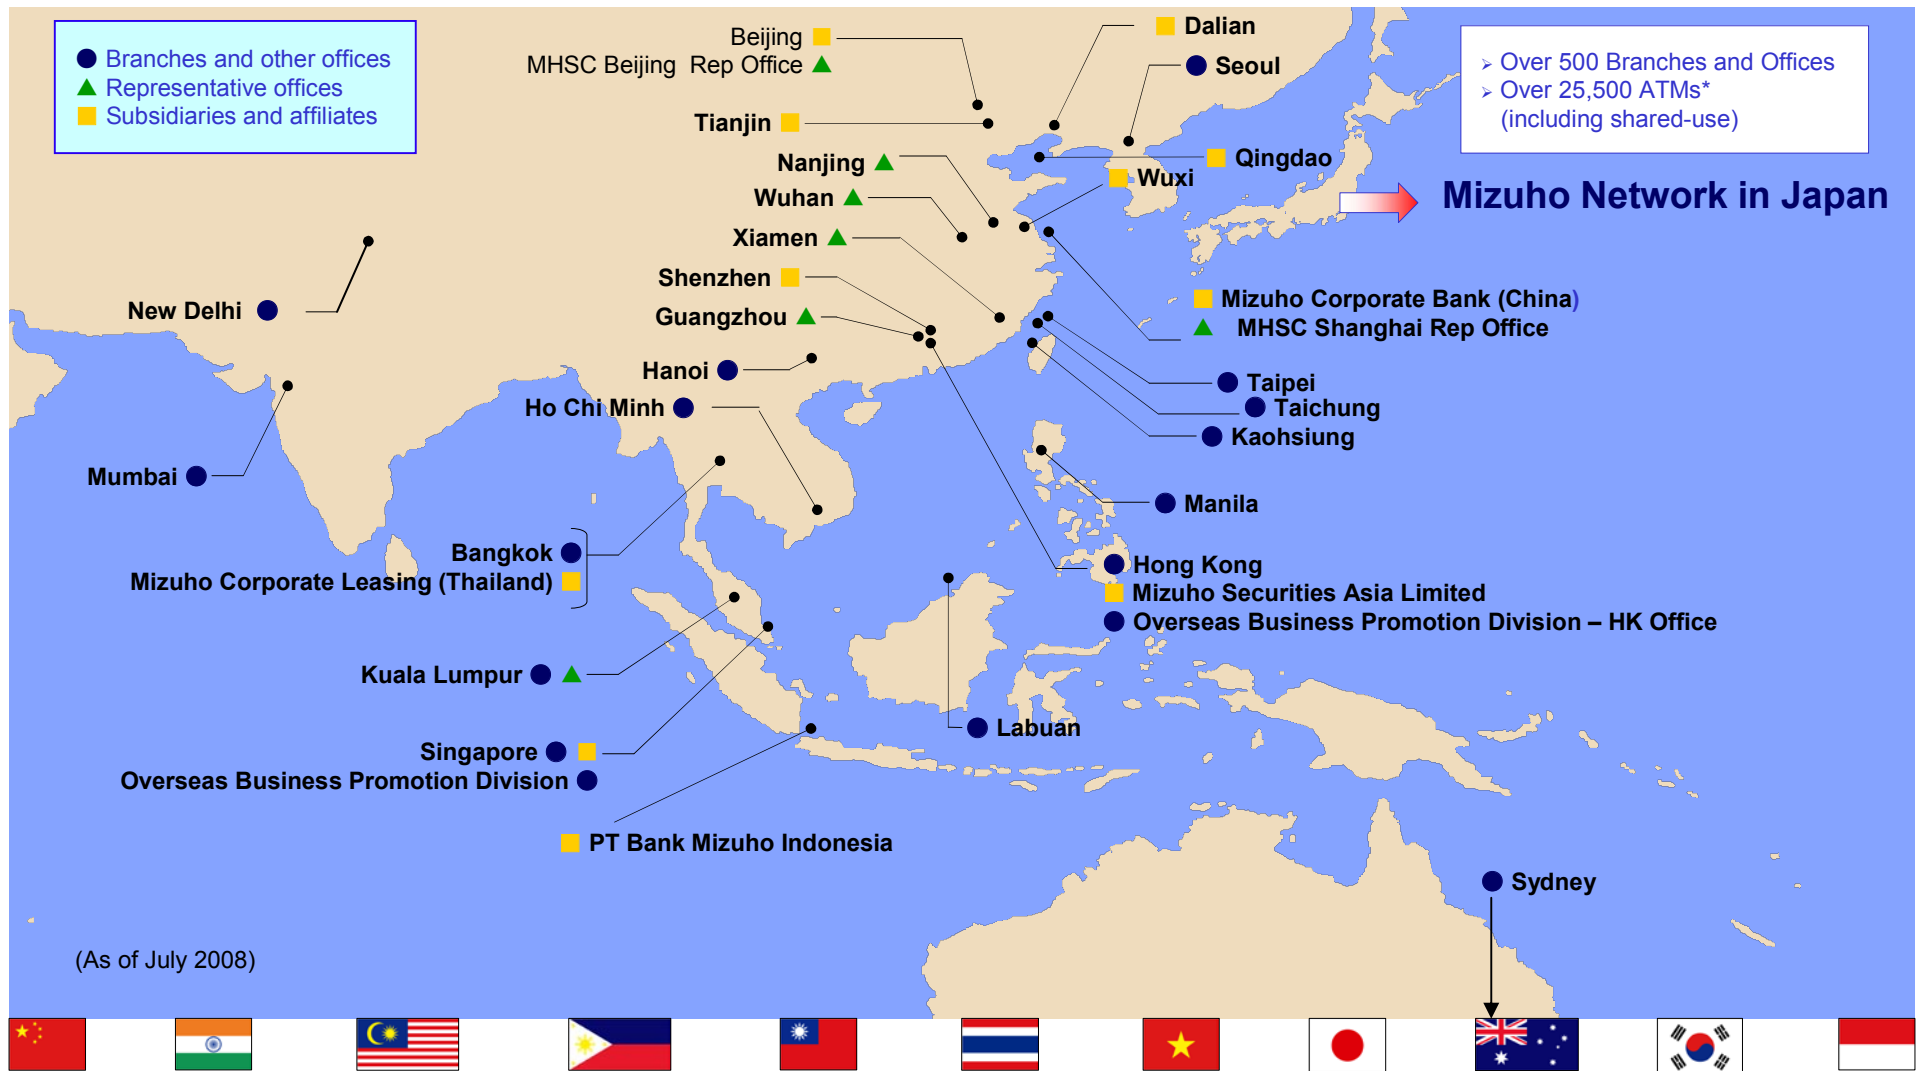 Branches and other offices
Representative offices
Subsidiaries and affiliates
Beijing
MHSC Beijing Rep Office
Dalian
Seoul
Over 500 Branches and Offices
Over 25,500 ATMs*
(including shared-use)
Tianjin
Nanjing
Qingdao
Wuxi
Wuhan
Mizuho Network in Japan
Xiamen
Shenzhen
New Delhi
Guangzhou
Mizuho Corporate Bank (China)
MHSC Shanghai Rep Office
Hanoi
Taipei
Ho Chi Minh
Taichung
Kaohsiung
Mumbai
Manila
Bangkok
Mizuho Corporate Leasing (Thailand)
Hong Kong
Mizuho Securities Asia Limited
Overseas Business Promotion Division – HK Office
Kuala Lumpur
Labuan
Singapore
Overseas Business Promotion Division
PT Bank Mizuho Indonesia
Sydney
(As of July 2008)